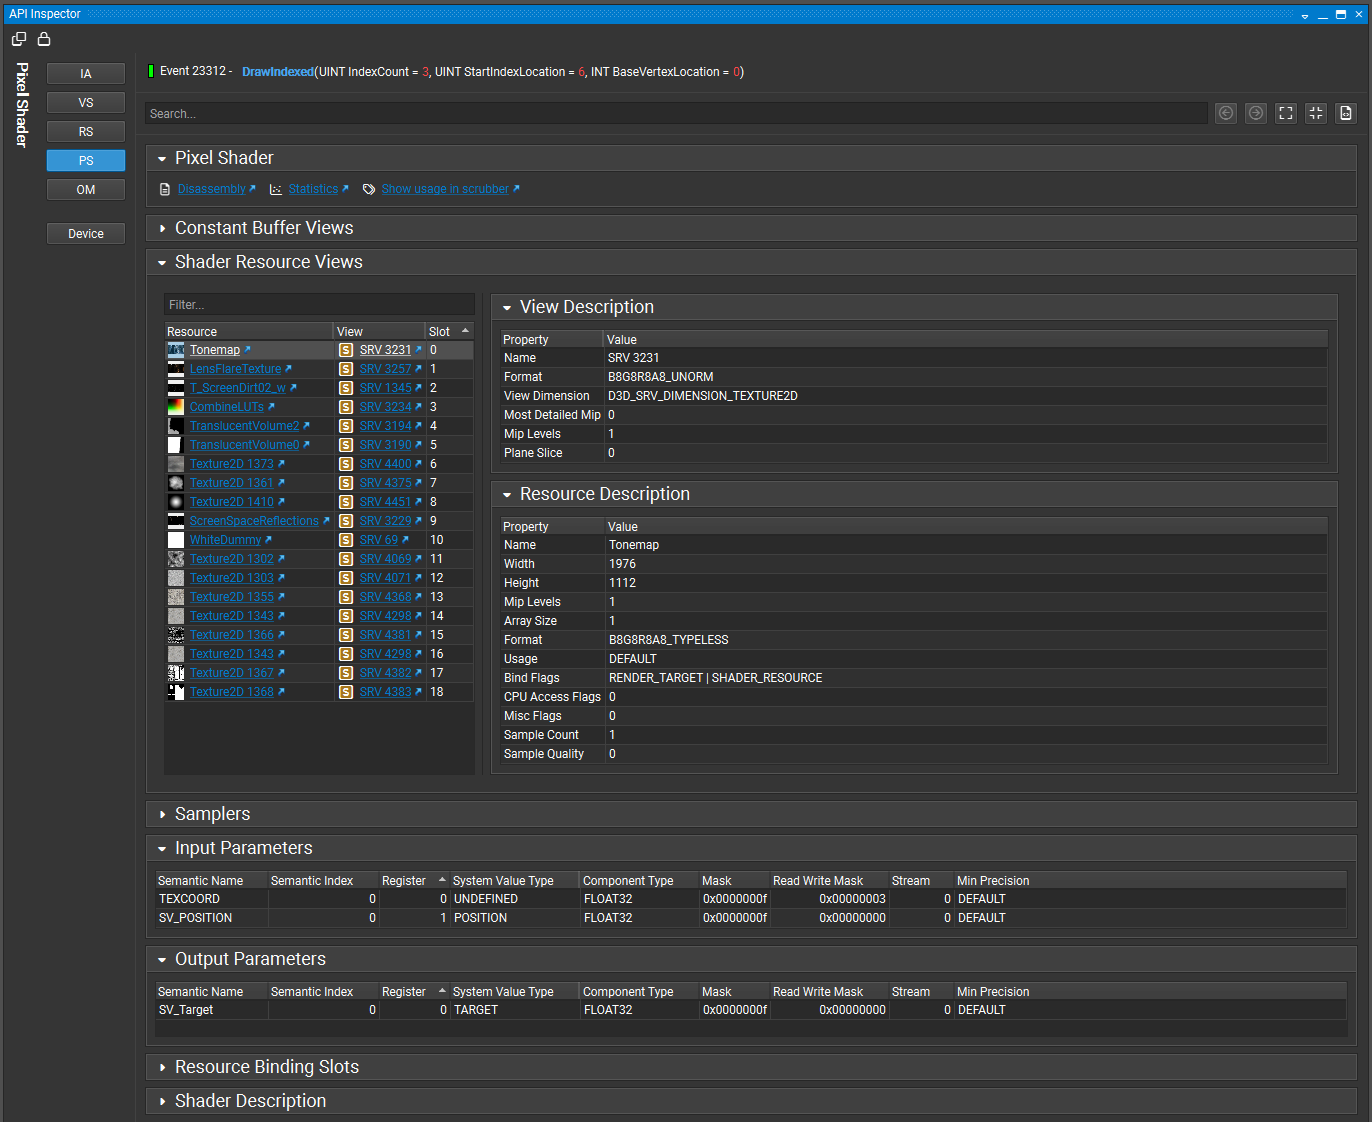 API Inspector
Pixel Shader
IA
VS
RS
PS
OM
Device
Event 23312 - DrawIndexed(UINT IndexCount = 3, UINT StartIndexLocation = 6, INT BaseVertexLocation = 0)
Search...
Pixel Shader
Disassembly Statistics Show usage in scrubber
Constant Buffer Views
Shader Resource Views
Filter...
Resource View Slot
Tonemap S SRV 3231 0
LensFlareTexture S SRV 3257 1
T_ScreenDirt02_w S SRV 1345 2
CombineLUTs S SRV 3234 3
TranslucentVolume2 S SRV 3194 4
TranslucentVolume0 S SRV 3190 5
Texture2D 1373 S SRV 4400 6
Texture2D 1361 S SRV 4375 7
Texture2D 1410 S SRV 4451 8
ScreenSpaceReflections S SRV 3229 9
WhiteDummy S SRV 69 10
Texture2D 1302 S SRV 4069 11
Texture2D 1303 S SRV 4071 12
Texture2D 1355 S SRV 4368 13
Texture2D 1343 S SRV 4298 14
Texture2D 1366 S SRV 4381 15
Texture2D 1343 S SRV 4298 16
Texture2D 1367 S SRV 4382 17
Texture2D 1368 S SRV 4383 18
View Description
Property Value
Name SRV 3231
Format B8G8R8A8_UNORM
View Dimension D3D_SRV_DIMENSION_TEXTURE2D
Most Detailed Mip 0
Mip Levels 1
Plane Slice 0
Resource Description
Property Value
Name Tonemap
Width 1976
Height 1112
Mip Levels 1
Array Size 1
Format B8G8R8A8_TYPELESS
Usage DEFAULT
Bind Flags RENDER_TARGET | SHADER_RESOURCE
CPU Access Flags 0
Misc Flags 0
Sample Count 1
Sample Quality 0
Samplers
Input Parameters
Semantic Name Semantic Index Register System Value Type Component Type Mask Read Write Mask Stream Min Precision
TEXCOORD 0 0 UNDEFINED FLOAT32 0x0000000f 0x00000003 0 DEFAULT
SV_POSITION 0 1 POSITION FLOAT32 0x0000000f 0x00000000 0 DEFAULT
Output Parameters
Semantic Name Semantic Index Register System Value Type Component Type Mask Read Write Mask Stream Min Precision
SV_Target 0 0 TARGET FLOAT32 0x0000000f 0x00000000 0 DEFAULT
Resource Binding Slots
Shader Description